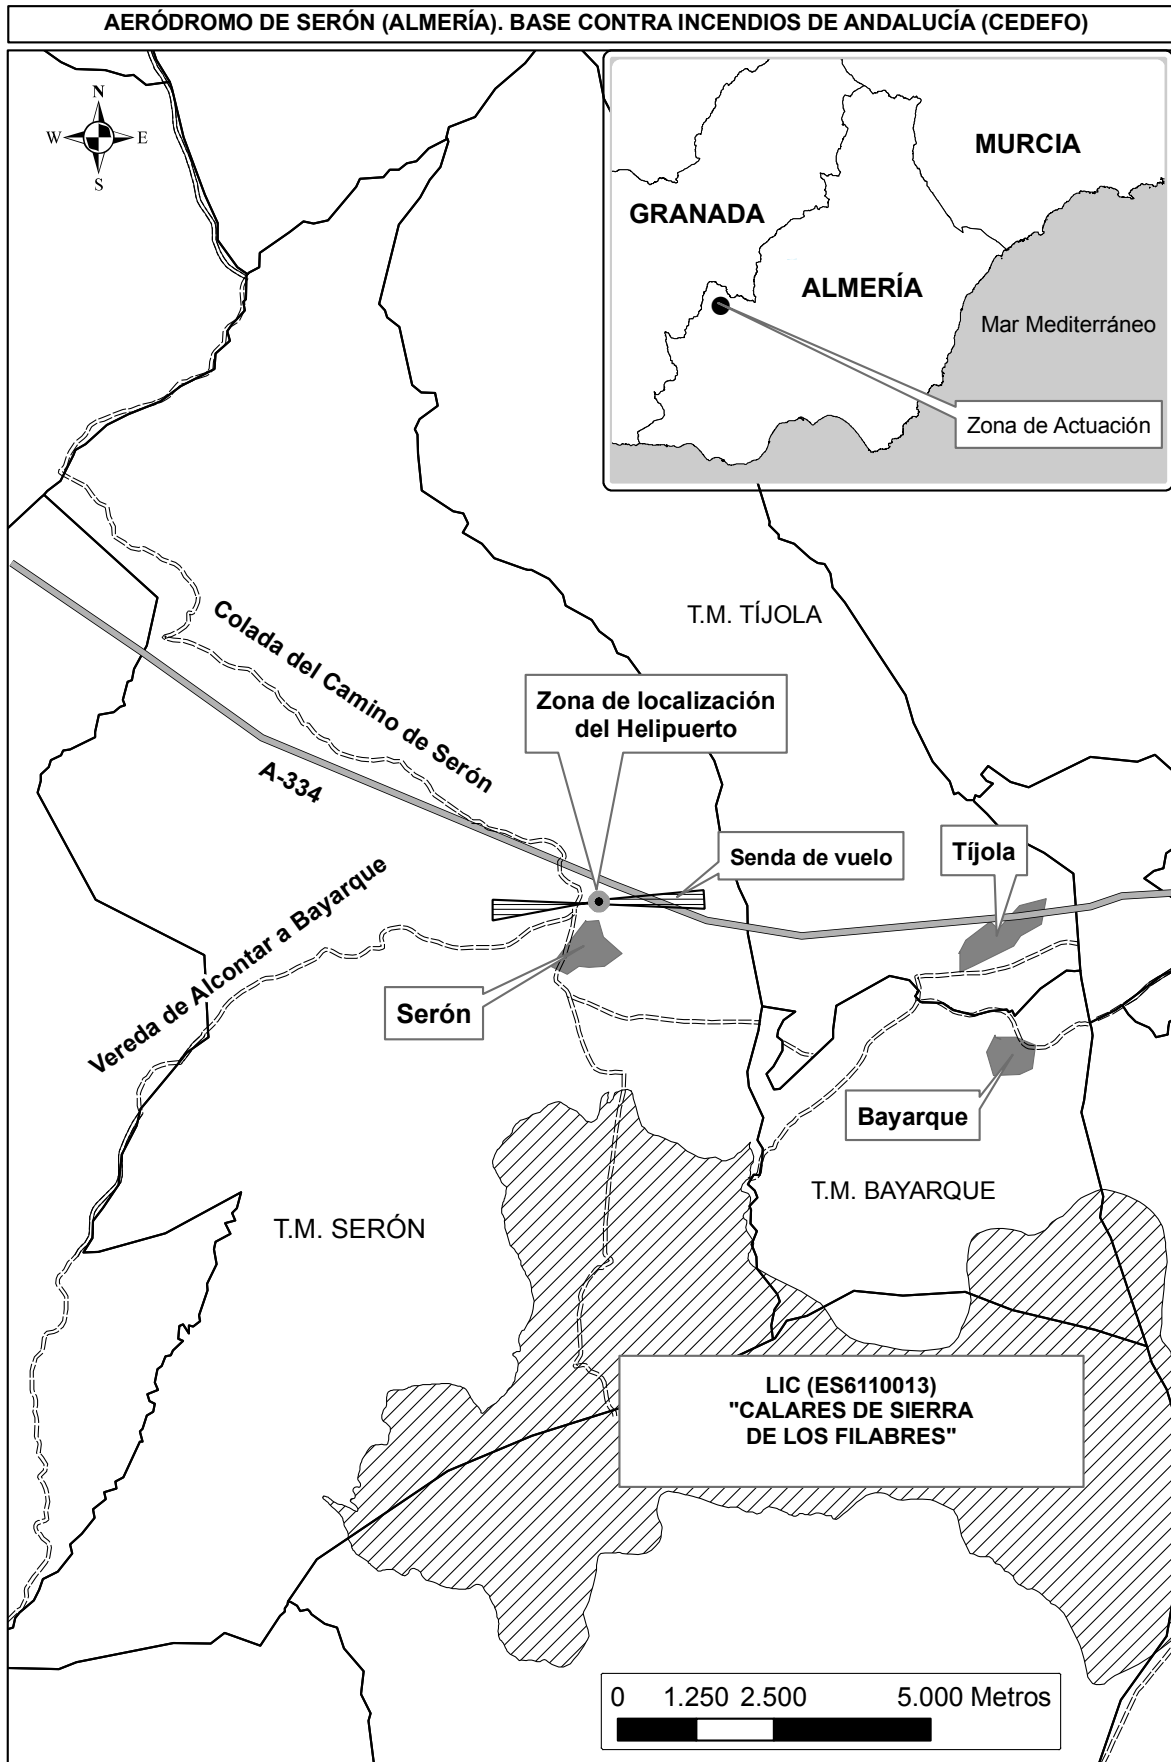 AERÓDROMO DE SERÓN (ALMERÍA). BASE CONTRA INCENDIOS DE ANDALUCÍA (CEDEFO)
N
W
E
S
MURCIA
GRANADA
ALMERÍA
Mar Mediterráneo
Zona de Actuación
T.M. TÍJOLA
Colada del Camino de Serón
Zona de localización
del Helipuerto
A-334
Senda de vuelo
Tíjola
Vereda de Alcontar a Bayarque
Serón
Bayarque
T.M. BAYARQUE
T.M. SERÓN
LIC (ES6110013)
"CALARES DE SIERRA
DE LOS FILABRES"
0 1.250 2.500 5.000 Metros